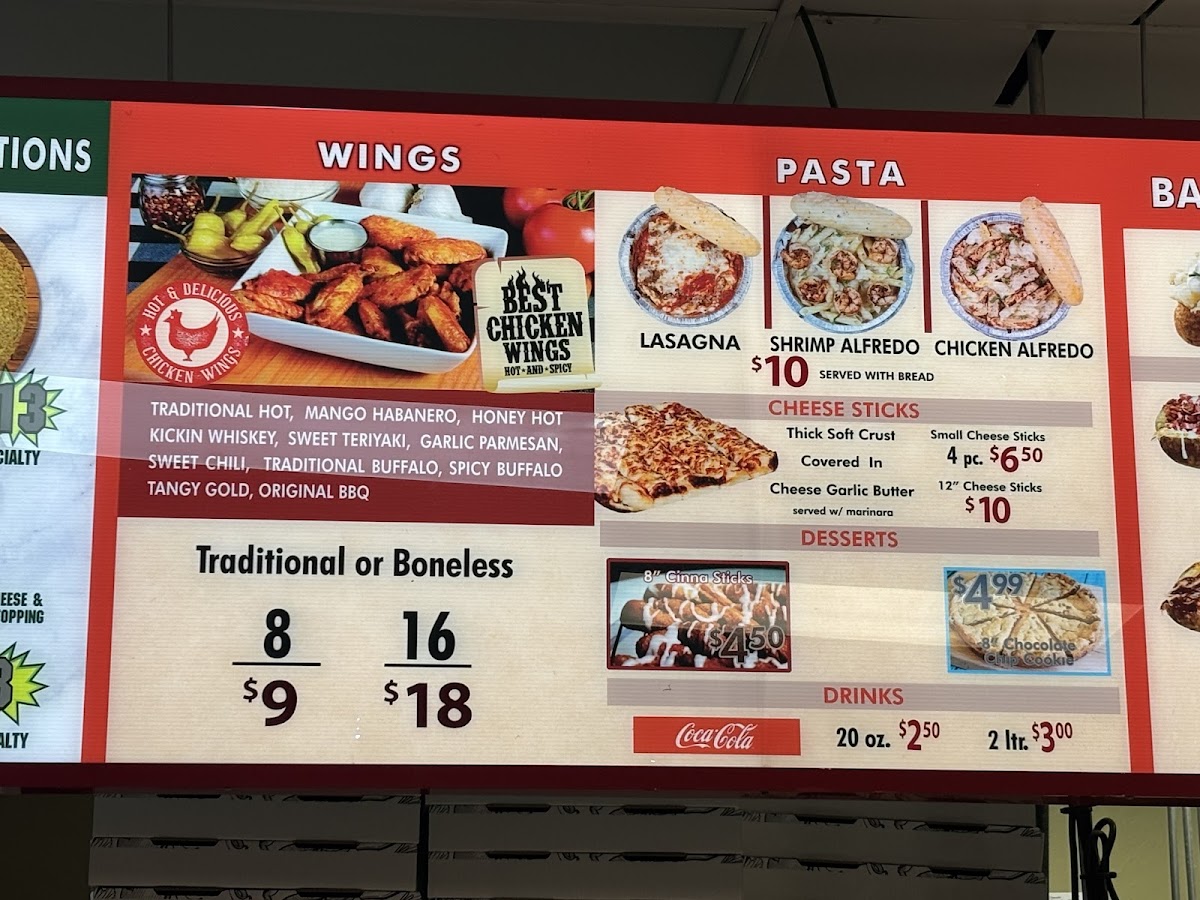 TIONS
13
CIALTY
EESE &
OPPING
3
ALTY
WINGS
HOT & DELICIOUS
CHICKEN WINGS
BEST
CHICKEN
WINGS
HOT AND SPICY
TRADITIONAL HOT, MANGO HABANERO, HONEY HOT
KICKIN WHISKEY, SWEET TERIYAKI, GARLIC PARMESAN,
SWEET CHILI, TRADITIONAL BUFFALO, SPICY BUFFALO
TANGY GOLD, ORIGINAL BBQ
Traditional or Boneless
8 16
$9 $18
PASTA
LASAGNA SHRIMP ALFREDO CHICKEN ALFREDO
$10 SERVED WITH BREAD
CHEESE STICKS
Thick Soft Crust
Covered In
Cheese Garlic Butter
served w/ marinara
Small Cheese Sticks
4 pc. $6.50
12" Cheese Sticks
$10
DESSERTS
8" Cinna Sticks
$4.50
$4.99
8" Chocolate
Chip Cookie
DRINKS
Coca-Cola 20 oz. $2.50 2 ltr. $3.00
BA